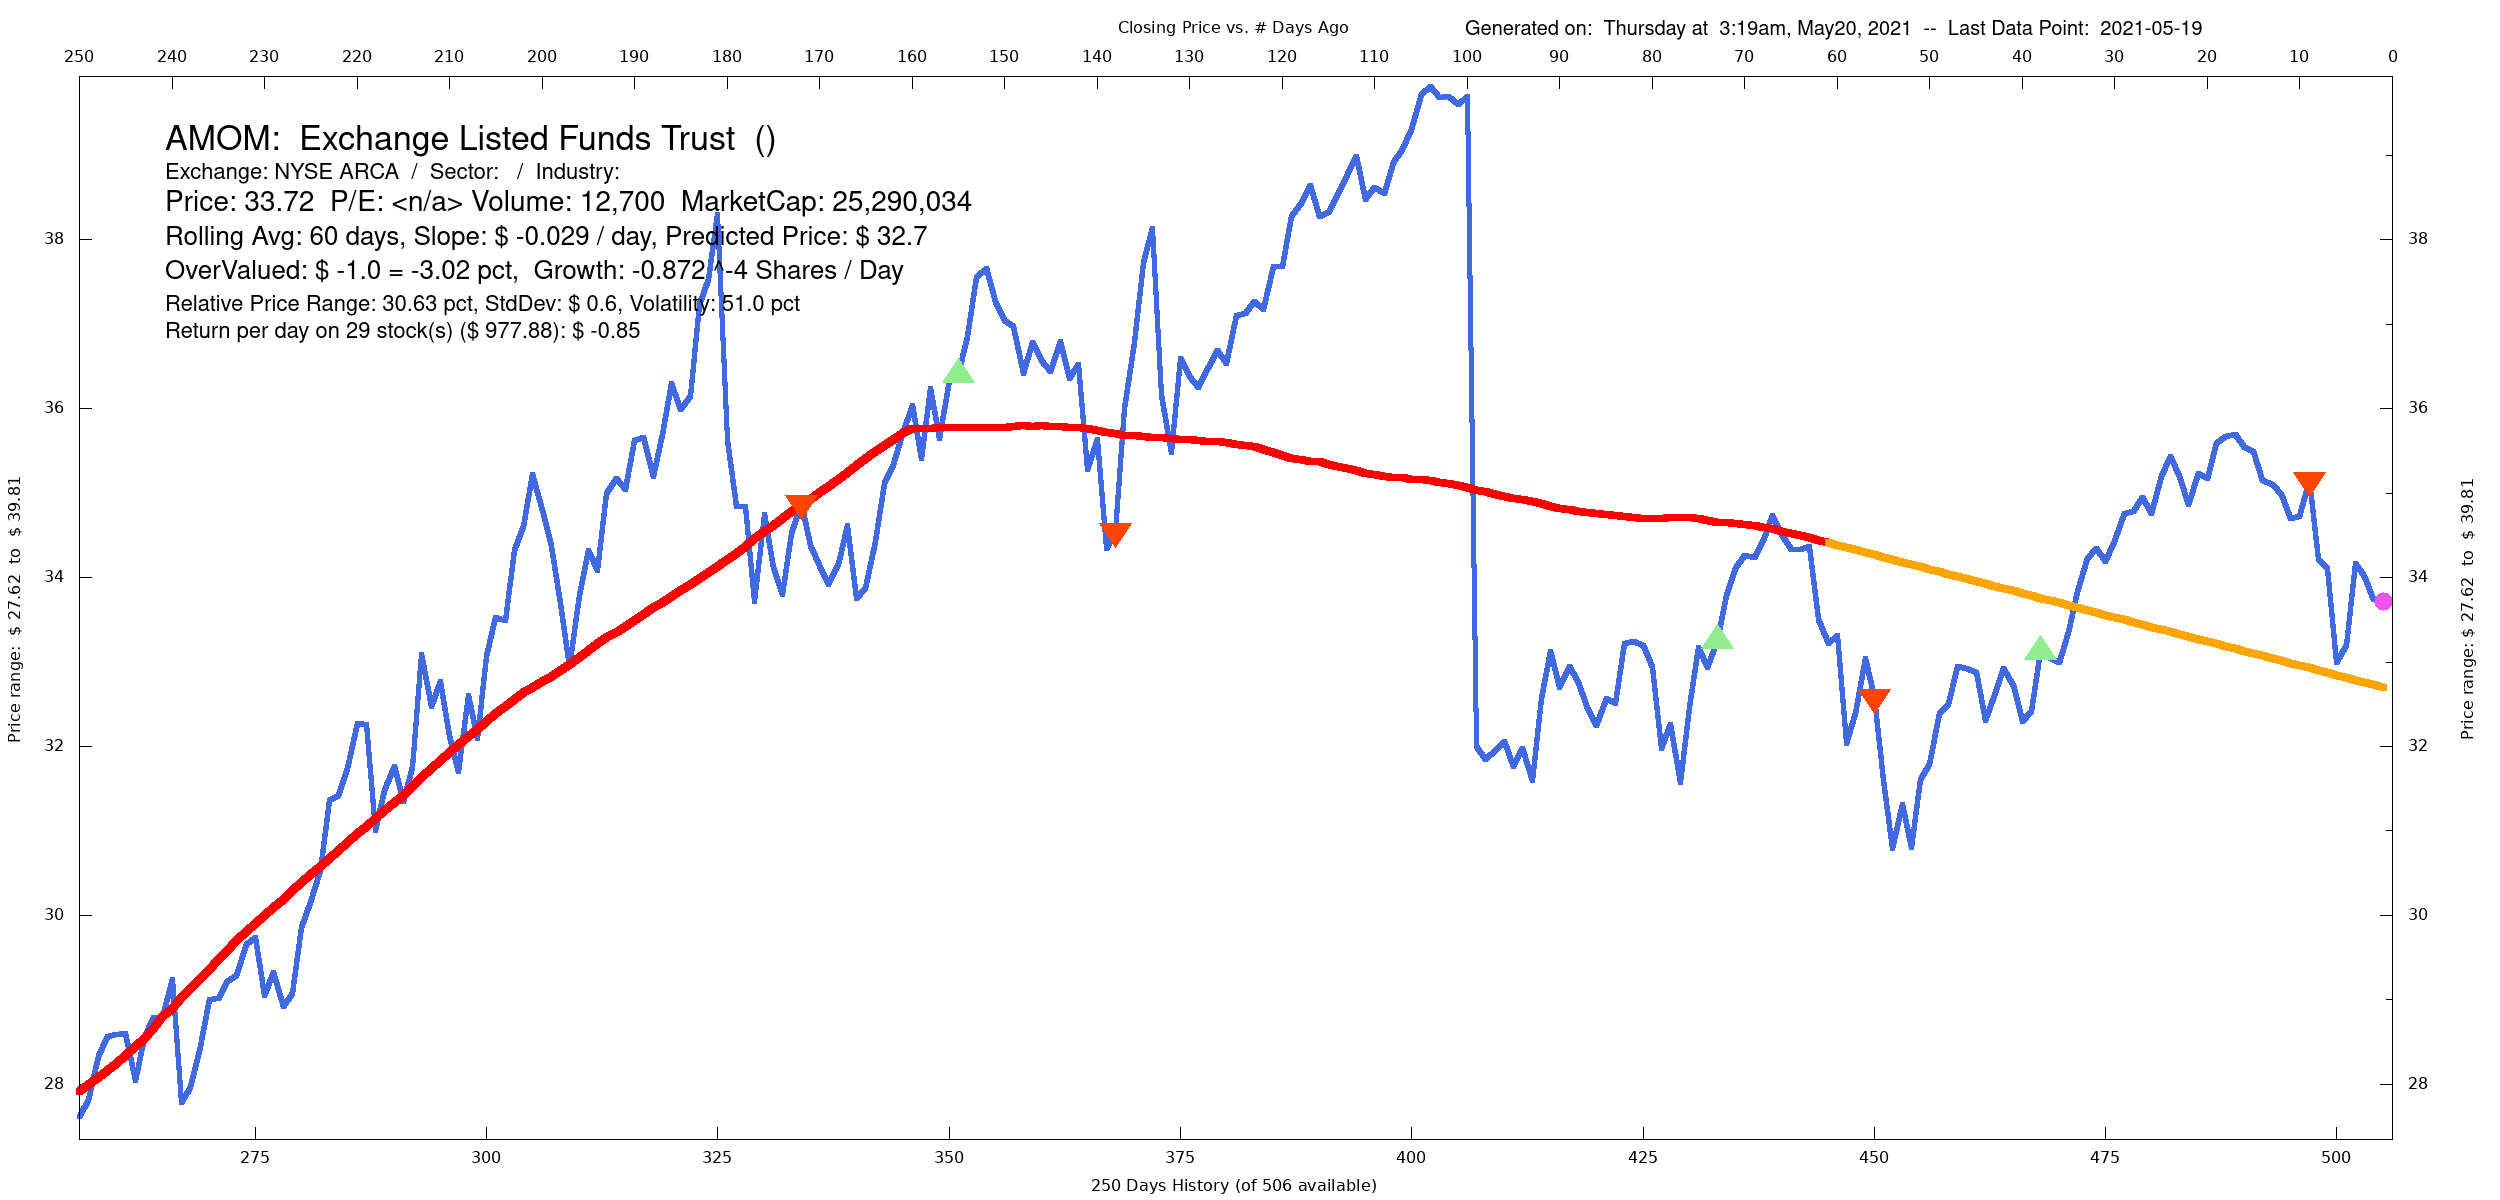 Closing Price vs. # Days Ago
Generated on:  Thursday at  3:19am, May20, 2021  --  Last Data Point:  2021-05-19
250 240 230 220 210 200 190 180 170 160 150 140 130 120 110 100 90 80 70 60 50 40 30 20 10 0
AMOM:  Exchange Listed Funds Trust  ()
Exchange: NYSE ARCA  /  Sector:   /  Industry:
Price: 33.72  P/E: <n/a> Volume: 12,700  MarketCap: 25,290,034
Rolling Avg: 60 days, Slope: $ -0.029 / day, Predicted Price: $ 32.7
OverValued: $ -1.0 = -3.02 pct,  Growth: -0.872 ^-4 Shares / Day
Relative Price Range: 30.63 pct, StdDev: $ 0.6, Volatility: 51.0 pct
Return per day on 29 stock(s) ($ 977.88): $ -0.85
38 38
36 36
34 34
32 32
30 30
28 28
Price range:  $ 27.62  to  $ 39.81
Price range: $ 27.62  to  $ 39.81
275 300 325 350 375 400 425 450 475 500
250 Days History (of 506 available)